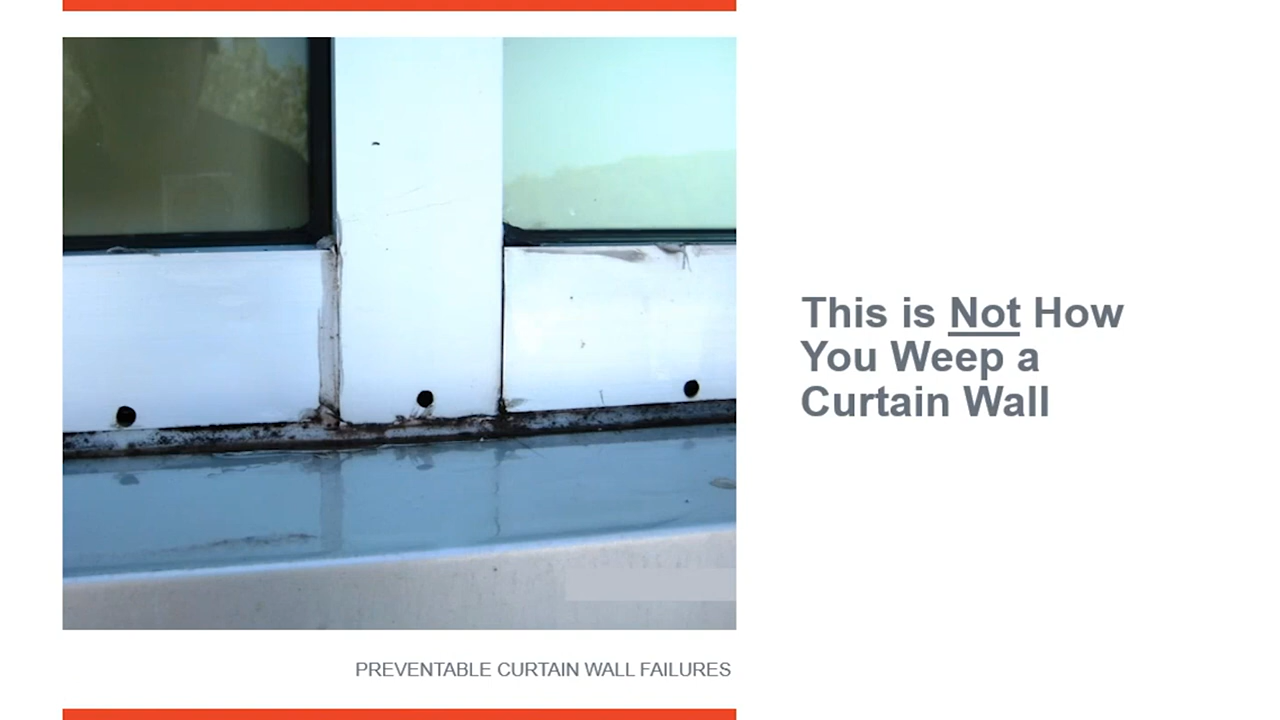 This is Not How
You Weep a
Curtain Wall
PREVENTABLE CURTAIN WALL FAILURES